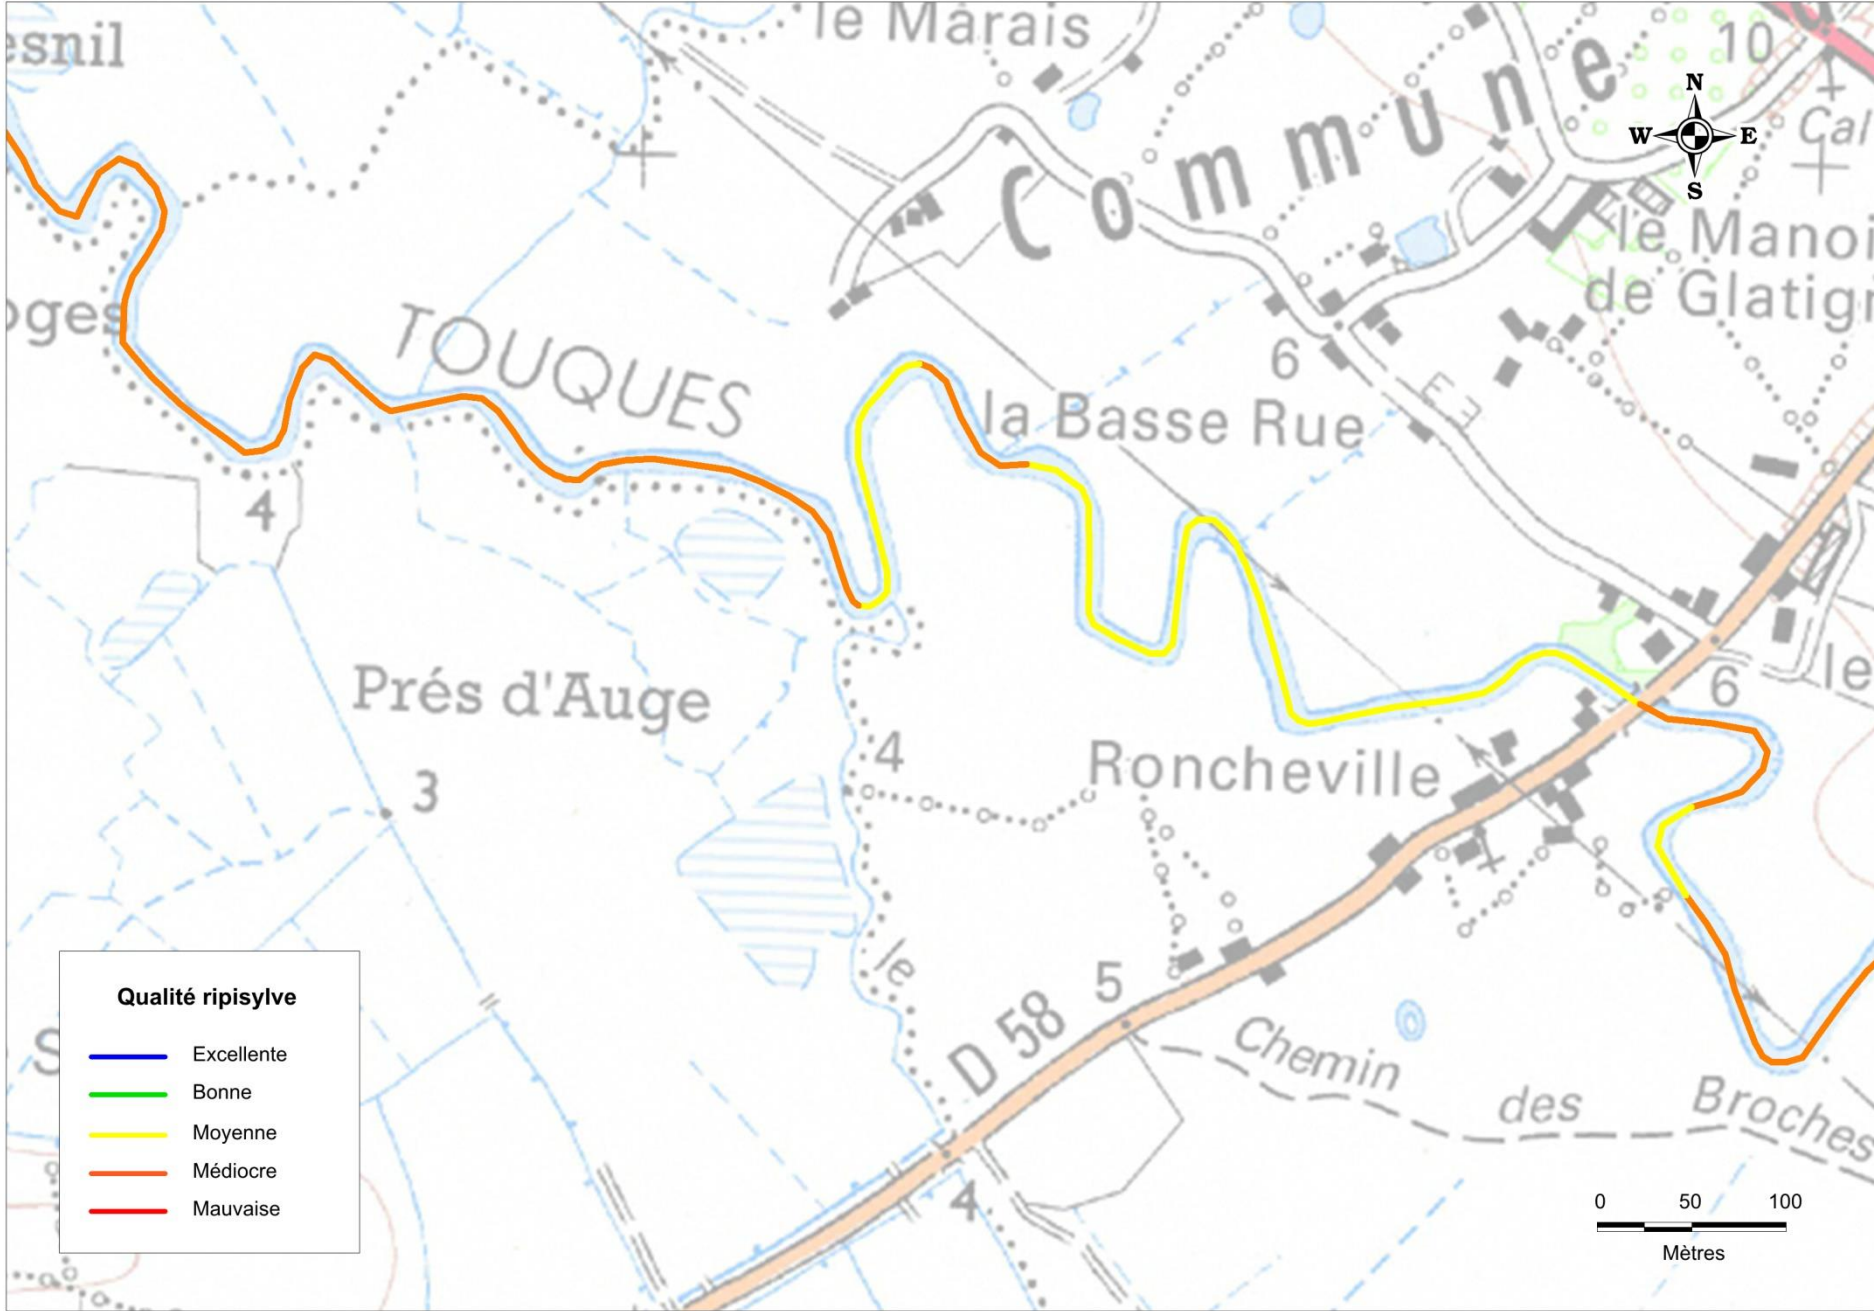 esnil
le Marais
Commune
10
N
W E
S
Cal
le Manoi
de Glatign
oges
TOUQUES
6
la Basse Rue
4
Prés d'Auge
6
le
4
Roncheville
3
le
5
D 58
Chemin des Broches
4
S
Qualité ripisylve
Excellente
Bonne
Moyenne
Médiocre
Mauvaise
0 50 100
Mètres